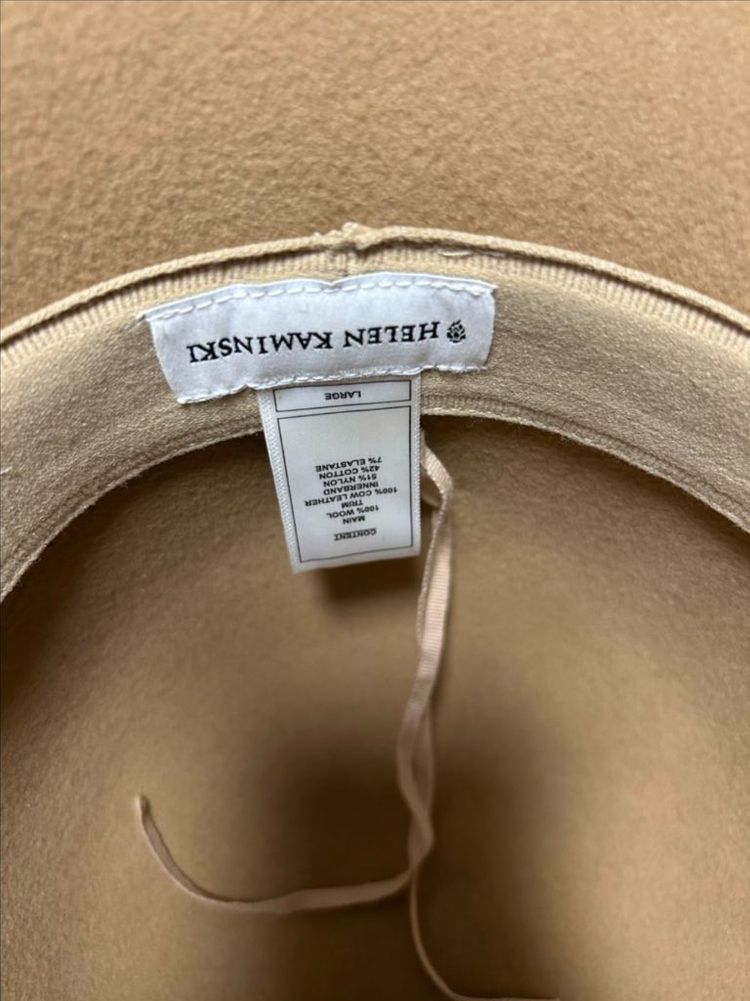 HELEN KAMINSKI
LARGE
CONTENT
MAIN
100% WOOL
TRIM
100% COW LEATHER
INNERBAND
51% NYLON
42% COTTON
7% ELASTANE